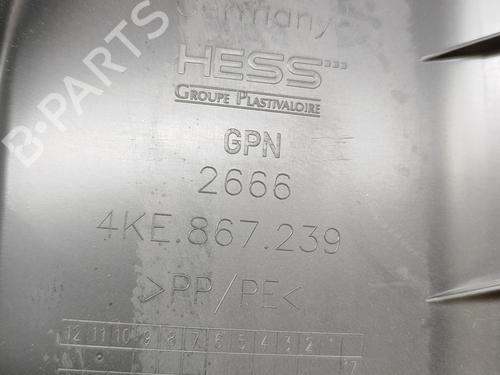 Germany
HESS
GROUPE PLASTIVALOIRE
GPN
2666
4KE.867.239
>PP/PE<
12 11 10 9 8 7 6 5 4 3 2 1
17
B-PARTS